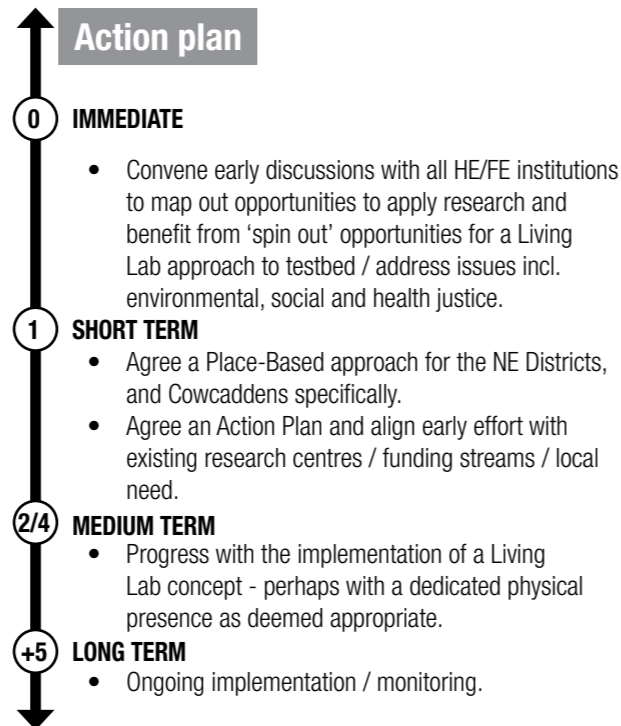 Action plan
0 IMMEDIATE
• Convene early discussions with all HE/FE institutions
to map out opportunities to apply research and
benefit from ‘spin out’ opportunities for a Living
Lab approach to testbed / address issues incl.
environmental, social and health justice.
1 SHORT TERM
• Agree a Place-Based approach for the NE Districts,
and Cowcaddens specifically.
• Agree an Action Plan and align early effort with
existing research centres / funding streams / local
need.
2/4 MEDIUM TERM
• Progress with the implementation of a Living
Lab concept - perhaps with a dedicated physical
presence as deemed appropriate.
+5 LONG TERM
• Ongoing implementation / monitoring.